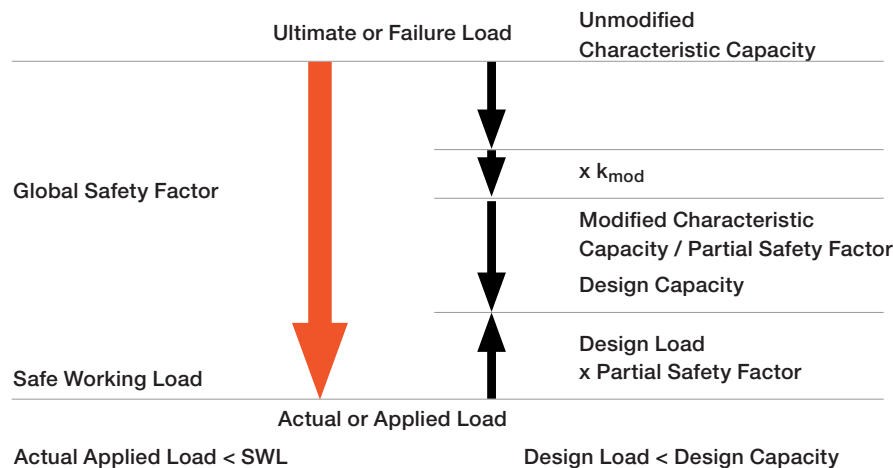 Ultimate or Failure Load
Unmodified
Characteristic Capacity
Global Safety Factor
x kmod
Modified Characteristic
Capacity / Partial Safety Factor
Design Capacity
Design Load
x Partial Safety Factor
Safe Working Load
Actual or Applied Load
Actual Applied Load < SWL
Design Load < Design Capacity